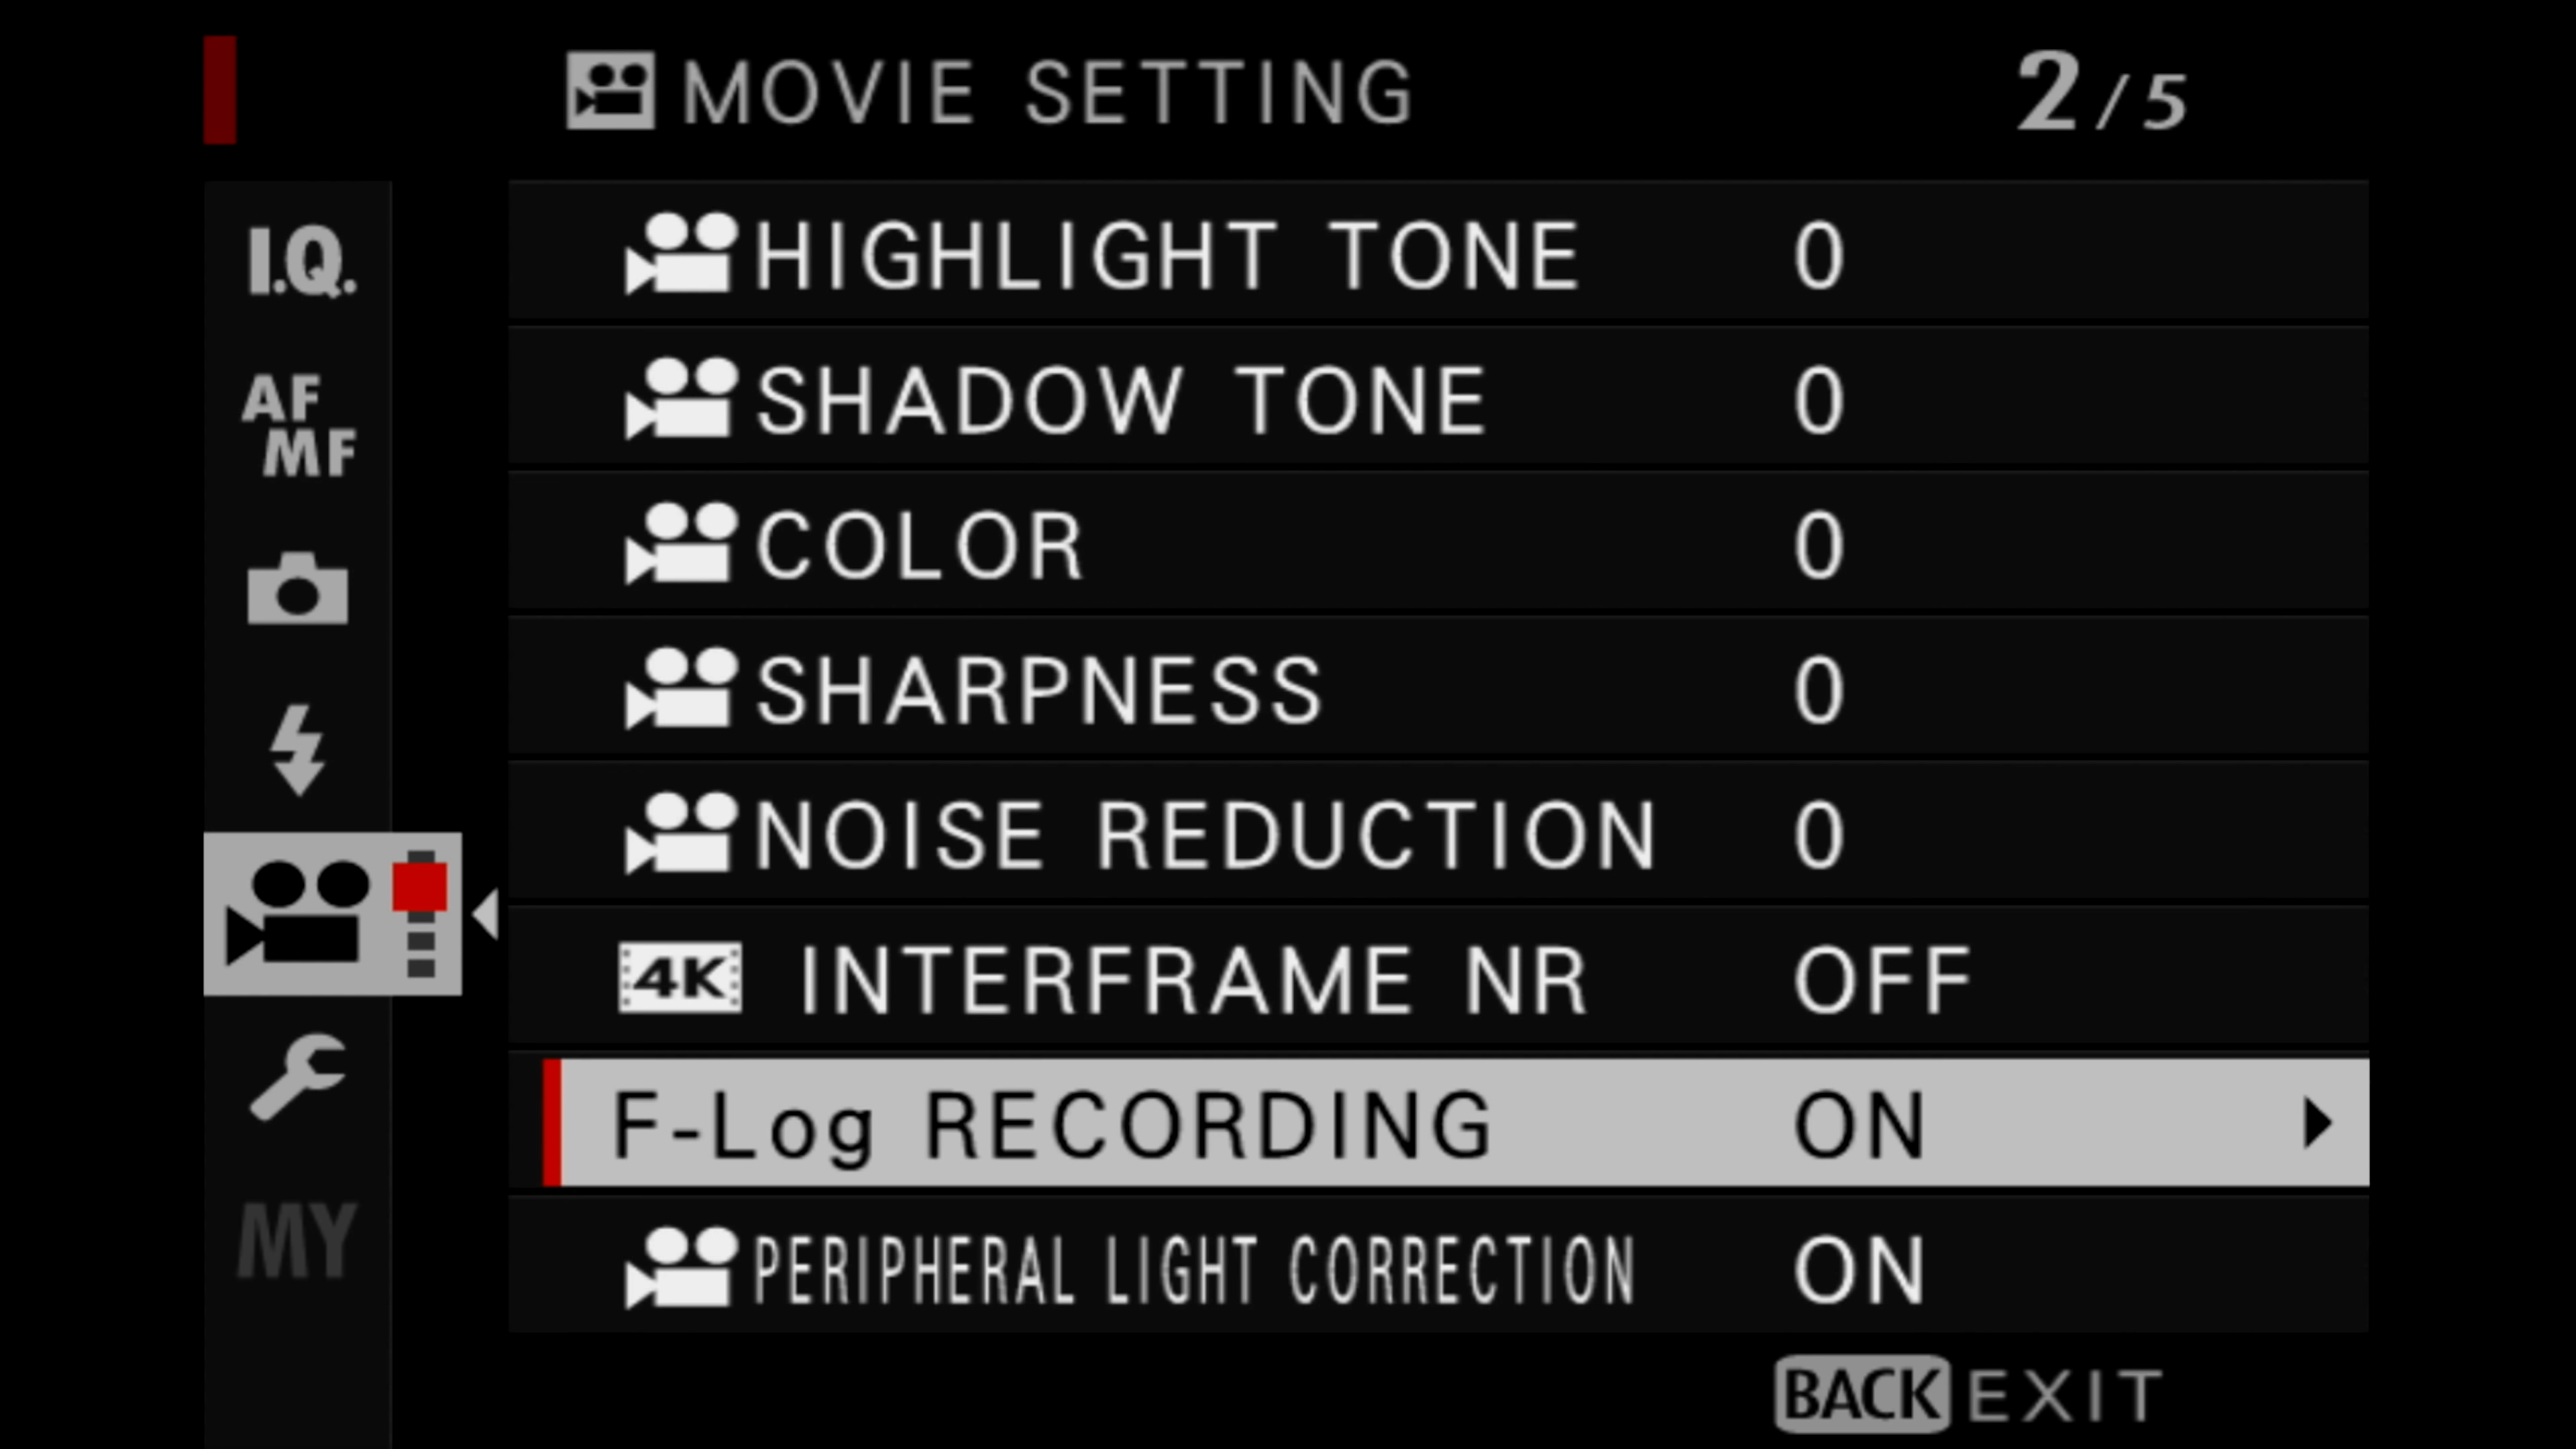 MOVIE SETTING 2/5
I.Q.
AF
MF
MY
HIGHLIGHT TONE 0
SHADOW TONE 0
COLOR 0
SHARPNESS 0
NOISE REDUCTION 0
4K INTERFRAME NR OFF
F-Log RECORDING ON
PERIPHERAL LIGHT CORRECTION ON
BACK EXIT